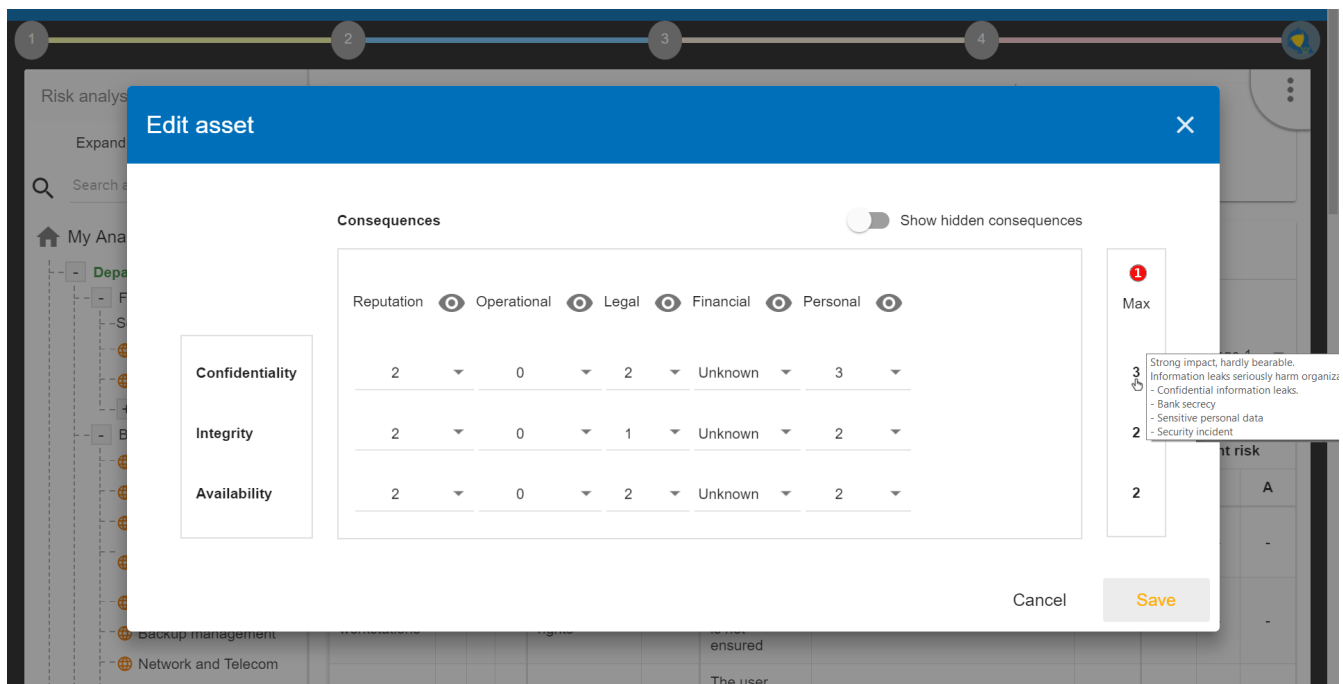 1 2 3 4
Risk analys
Edit asset
Expand
Search a
Consequences Show hidden consequences
My Ana
Depa
1
Reputation Operational Legal Financial Personal Max
Confidentiality 2 0 2 Unknown 3 3
Strong impact, hardly bearable.
Information leaks seriously harm organiza
- Confidential information leaks.
- Bank secrecy
- Sensitive personal data
- Security incident
Integrity 2 0 1 Unknown 2 2
nt risk
Availability 2 0 2 Unknown 2 2
A
-
Cancel Save
-
Backup management
is not
ensured
Network and Telecom
The user